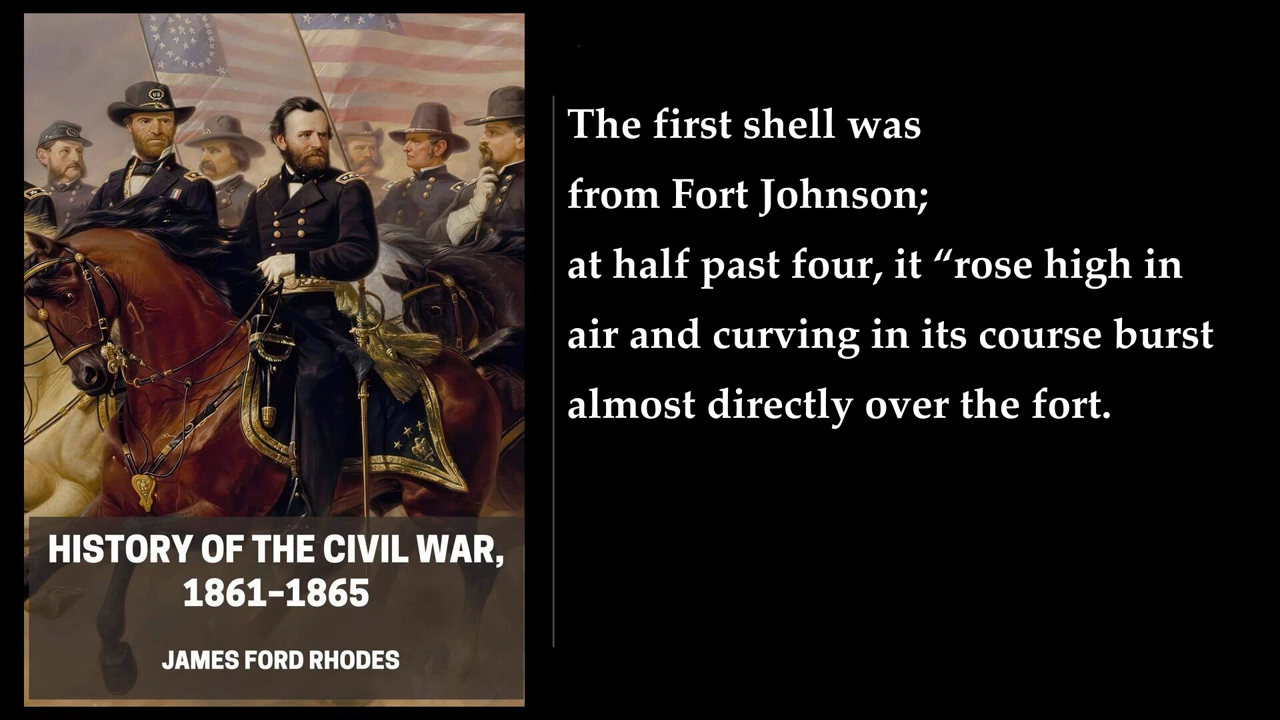 HISTORY OF THE CIVIL WAR,
1861–1865
JAMES FORD RHODES
The first shell was
from Fort Johnson;
at half past four, it “rose high in
air and curving in its course burst
almost directly over the fort.